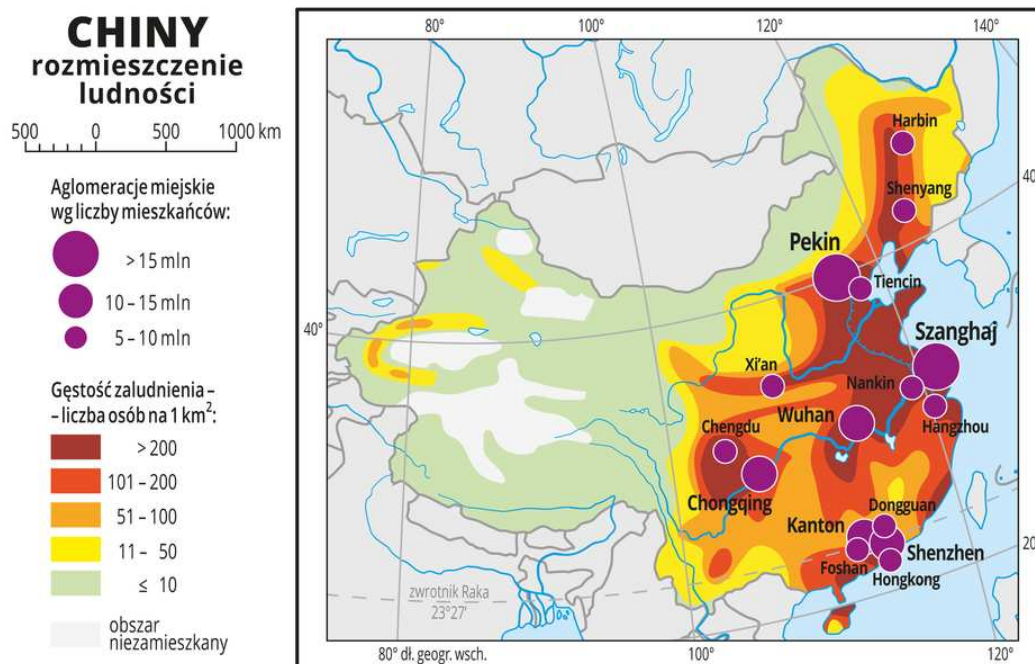 CHINY
rozmieszczenie
ludności
500 0 500 1000 km
Aglomeracje miejskie
wg liczby mieszkańców:
> 15 mln
10 – 15 mln
5 – 10 mln
Gęstość zaludnienia –
– liczba osób na 1 km²:
> 200
101 – 200
51 – 100
11 – 50
≤ 10
obszar
niezamieszkany
80° 100° 120° 140°
Harbin
40°
Shenyang
Pekin
Tiencin
40°
Szanghaj
Xi'an
Nankin
Wuhan
Hangzhou
Chengdu
Chongqing
Dongguan
Kanton
Shenzhen
Foshan
Hongkong
20°
zwrotnik Raka
23°27'
80° dł. geogr. wsch. 100° 120°